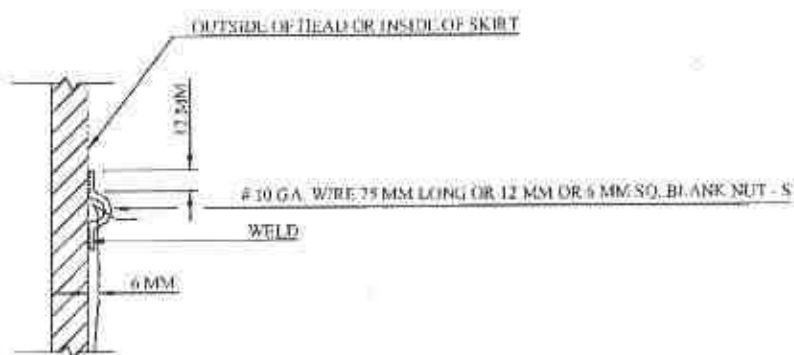 OUTSIDE OF HEAD OR INSIDE OF SKIRT
12 MM
# 10 GA. WIRE 75 MM LONG OR 12 MM OR 6 MM SQ. BLANK NUT - S
WELD
6 MM